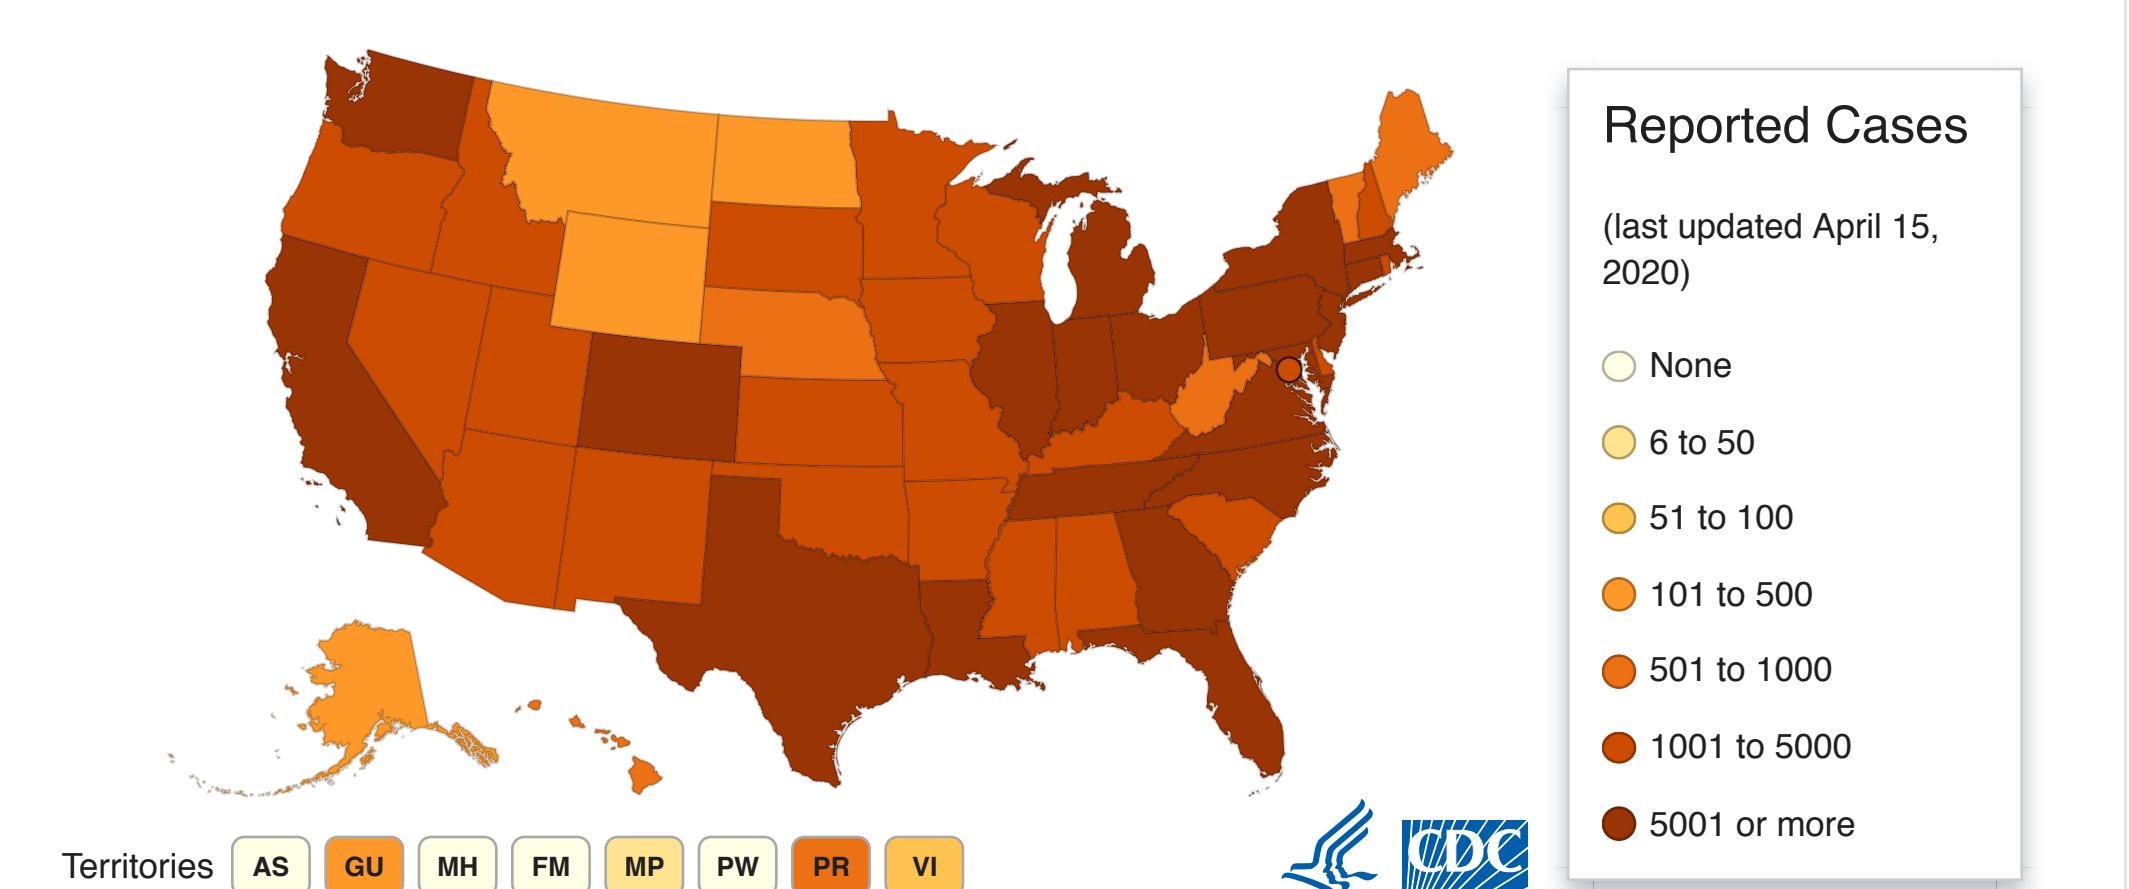 Reported Cases
(last updated April 15,
2020)
None
6 to 50
51 to 100
101 to 500
501 to 1000
1001 to 5000
5001 or more
Territories AS GU MH FM MP PW PR VI
CDC